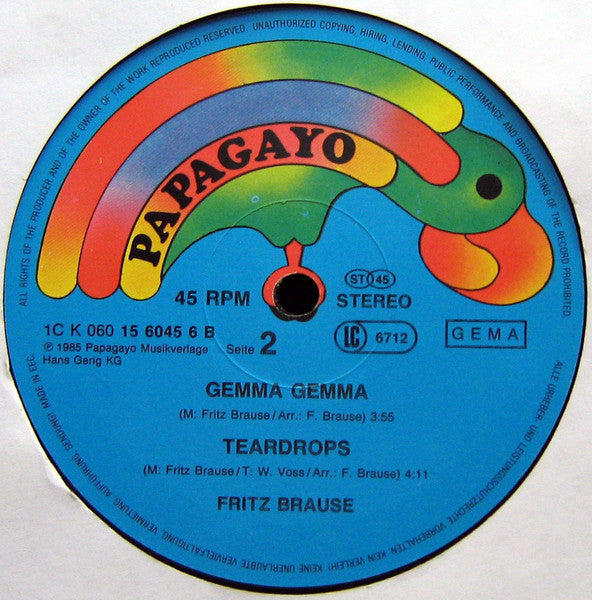 ALL RIGHTS OF THE PRODUCER AND OF THE OWNER OF THE WORK REPRODUCED RESERVED. UNAUTHORIZED COPYING, HIRING, LENDING, PUBLIC PERFORMANCE AND BROADCASTING OF THE RECORD PROHIBITED.
PAPAGAYO
45 RPM
ST 45
STEREO
1C K 060 15 6045 6 B
℗ 1985 Papagayo Musikverlage
Hans Gerig KG
Seite 2
LC 6712
GEMA
GEMMA GEMMA
(M: Fritz Brause/Arr.: F. Brause) 3:55
TEARDROPS
(M: Fritz Brause/T: W. Voss/Arr.: F. Brause) 4:11
FRITZ BRAUSE
ALLE URHEBER- UND LEISTUNGSSCHUTZRECHTE VORBEHALTEN. KEIN VERLEIH! KEINE UNERLAUBTE VERVIELFÄLTIGUNG, VERMIETUNG, AUFFÜHRUNG, SENDUNG! MADE IN EEC.